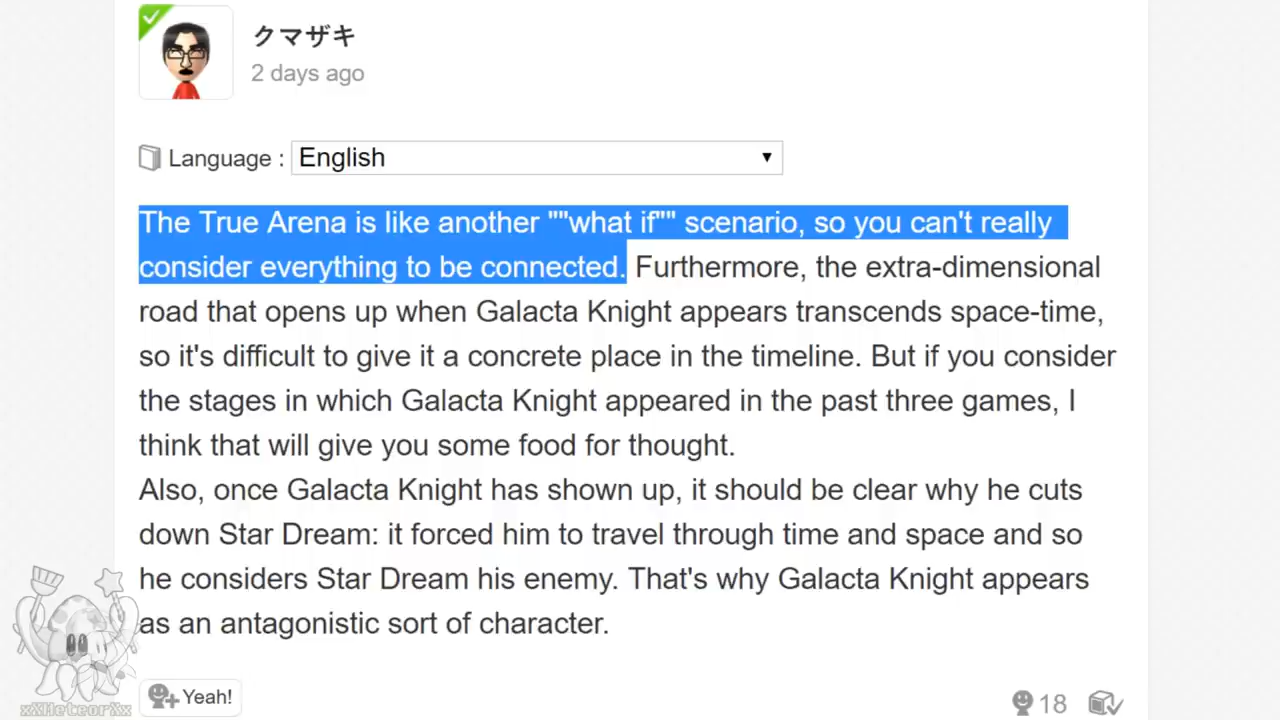 クマザキ
2 days ago
Language : English
The True Arena is like another ""what if"" scenario, so you can't really
consider everything to be connected. Furthermore, the extra-dimensional
road that opens up when Galacta Knight appears transcends space-time,
so it's difficult to give it a concrete place in the timeline. But if you consider
the stages in which Galacta Knight appeared in the past three games, I
think that will give you some food for thought.
Also, once Galacta Knight has shown up, it should be clear why he cuts
down Star Dream: it forced him to travel through time and space and so
he considers Star Dream his enemy. That's why Galacta Knight appears
as an antagonistic sort of character.
Yeah!
18
xXMeteorXx